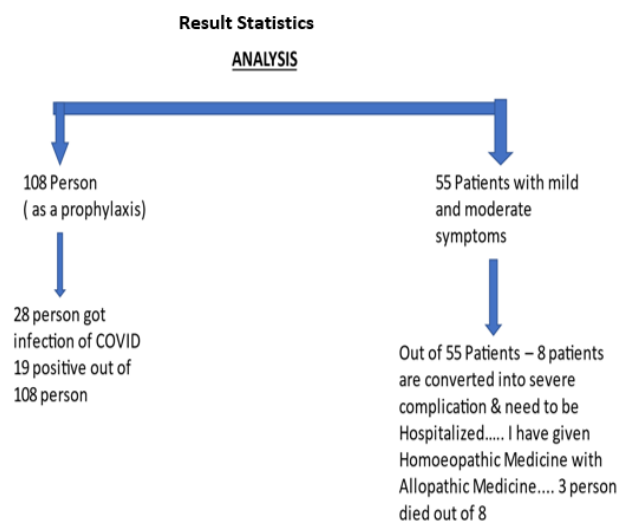 Result Statistics
ANALYSIS
108 Person
( as a prophylaxis)
28 person got
infection of COVID
19 positive out of
108 person
55 Patients with mild
and moderate
symptoms
Out of 55 Patients – 8 patients
are converted into severe
complication & need to be
Hospitalized..... I have given
Homoeopathic Medicine with
Allopathic Medicine.... 3 person
died out of 8